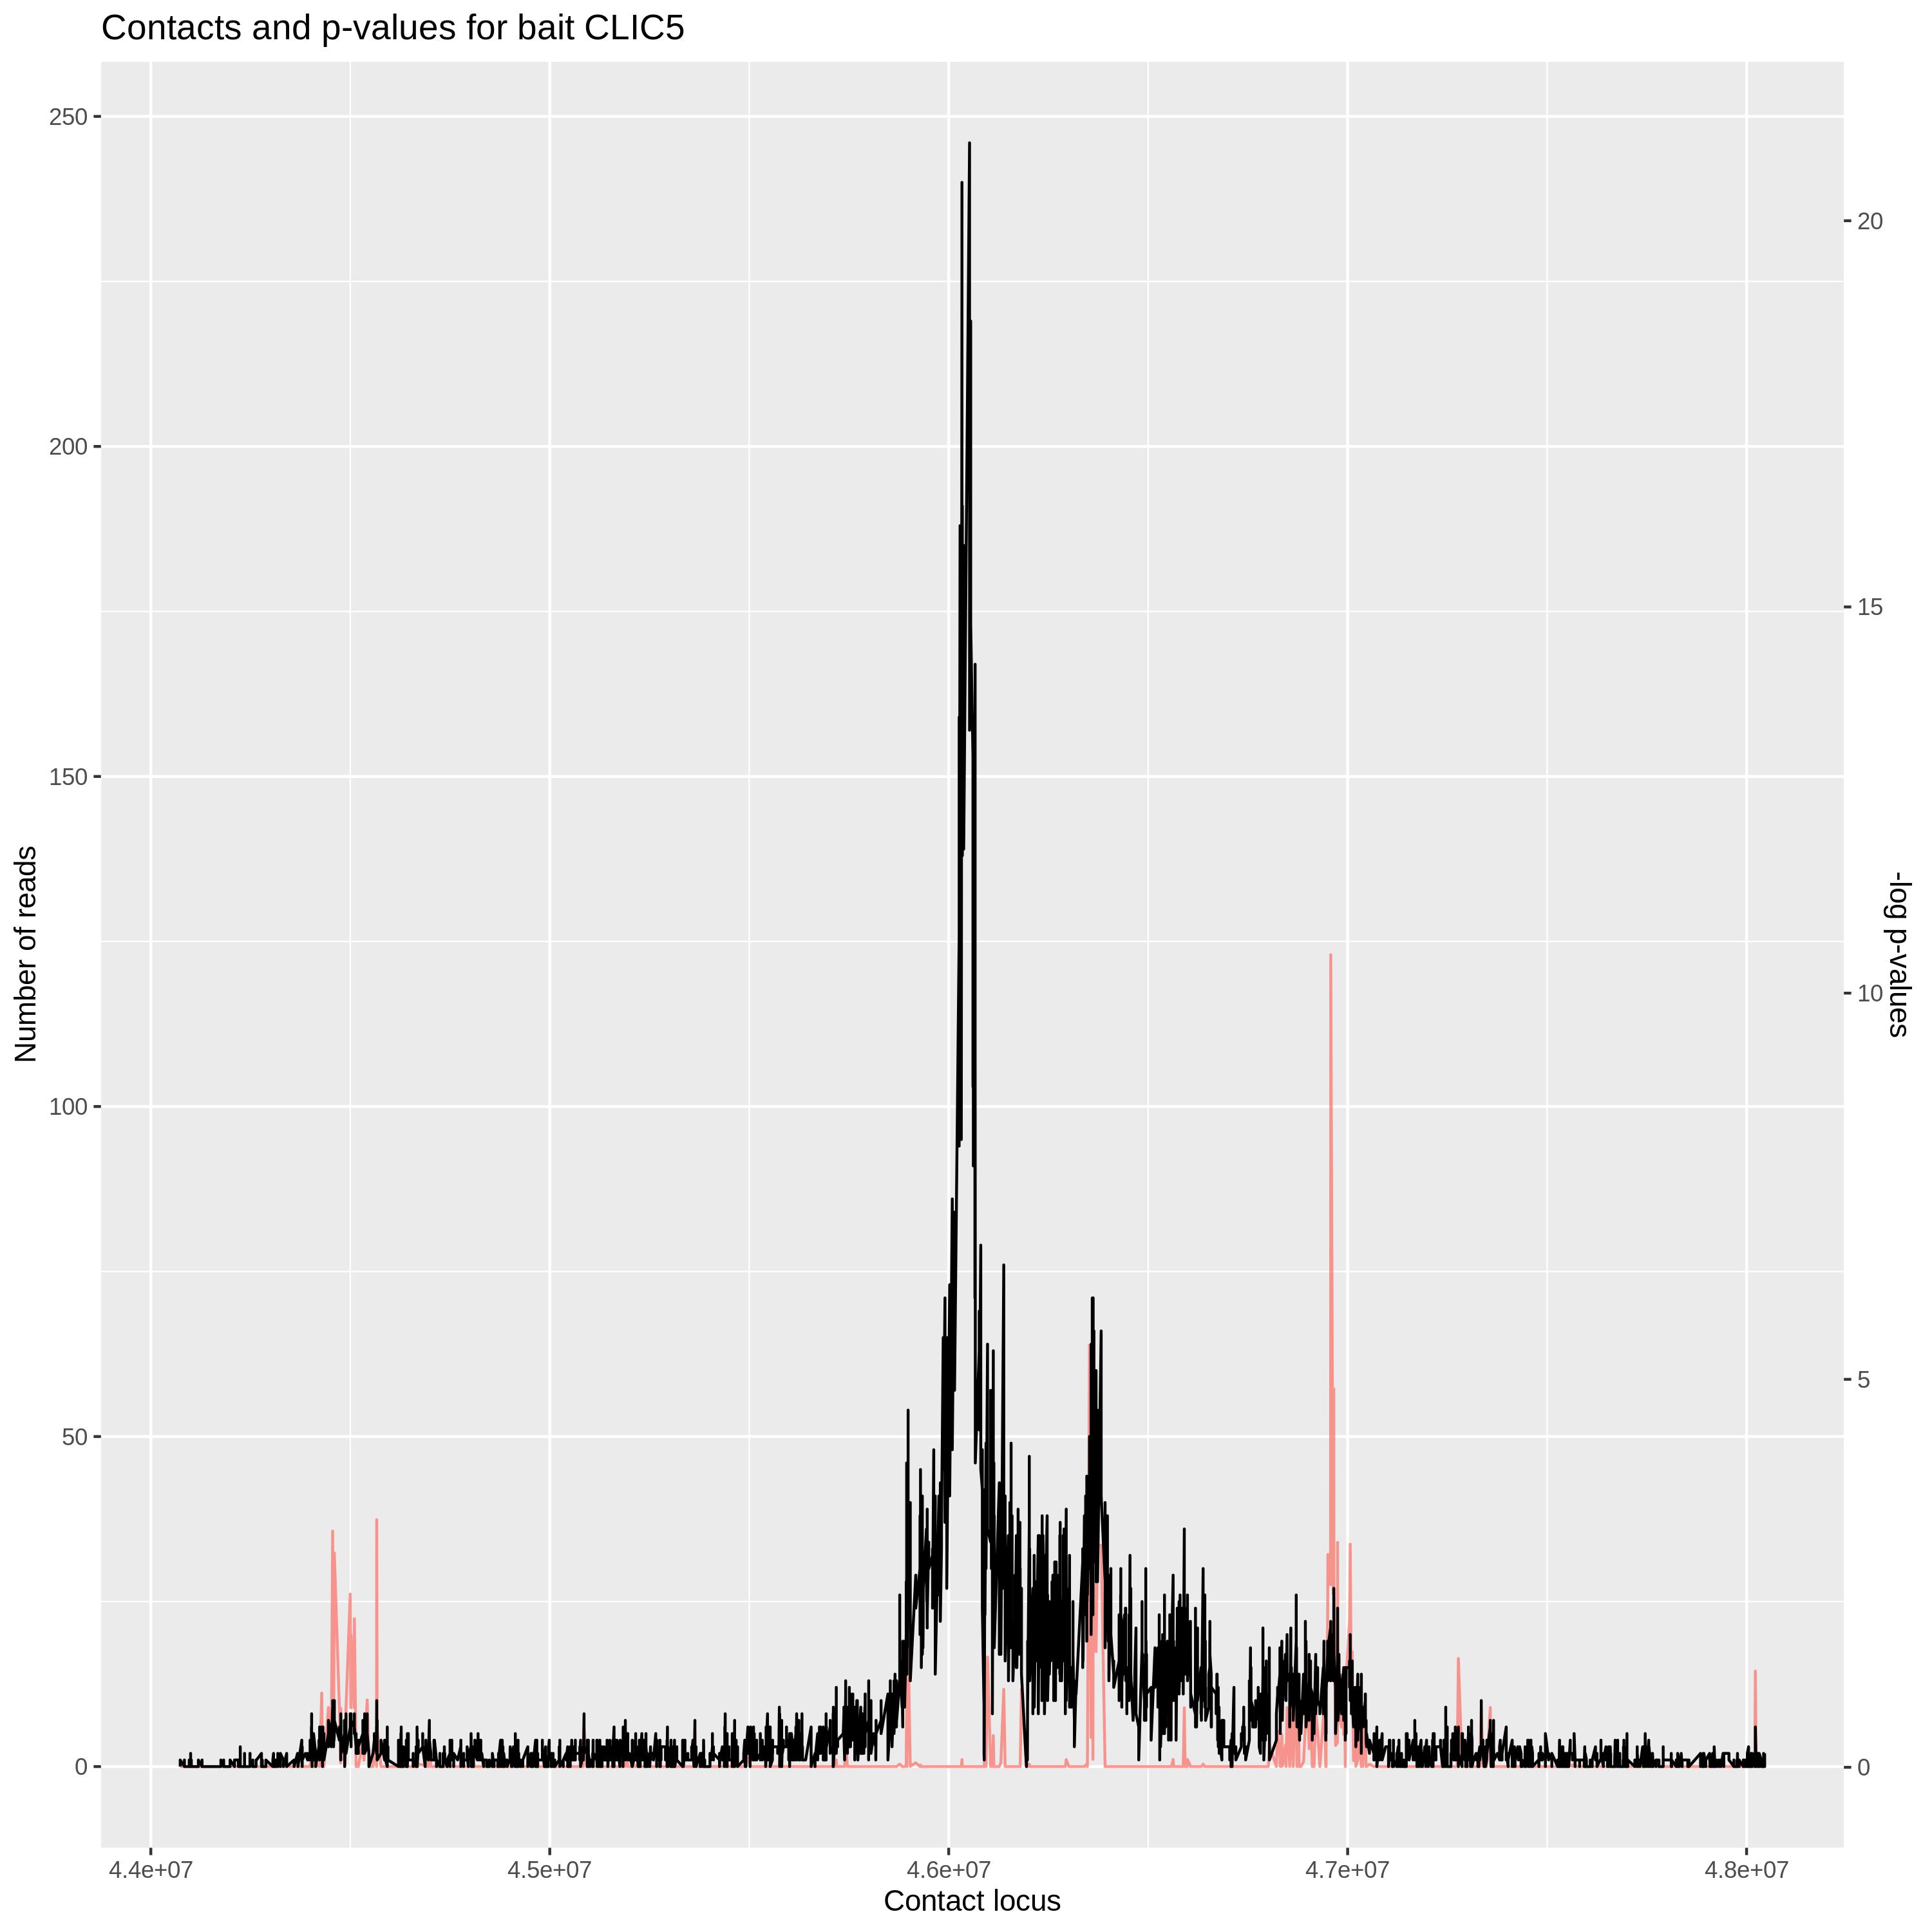 Contacts and p-values for bait CLIC5
250
200
150
100
50
0
Number of reads
20
15
10
5
0
-log p-values
4.4e+07
4.5e+07
4.6e+07
4.7e+07
4.8e+07
Contact locus